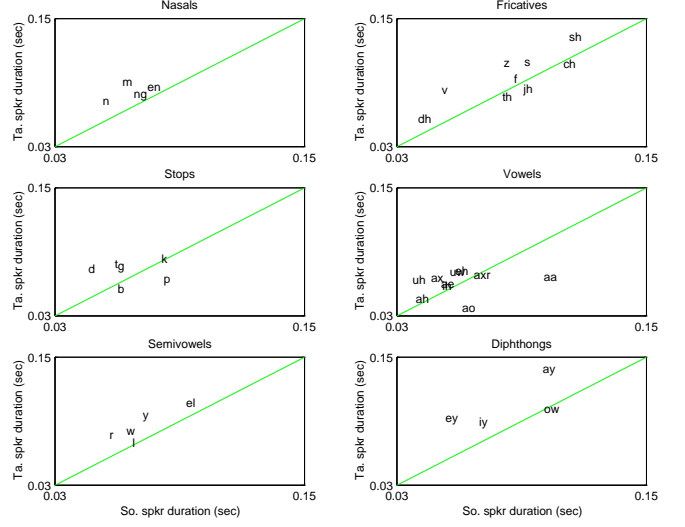 Nasals
0.15
Ta. spkr duration (sec)
m
en
ng
n
0.03
0.03
0.15
Fricatives
0.15
Ta. spkr duration (sec)
sh
z
s
ch
f
v
jh
th
dh
0.03
0.03
0.15
Stops
0.15
Ta. spkr duration (sec)
k
t
g
d
p
b
0.03
0.03
0.15
Vowels
0.15
Ta. spkr duration (sec)
eh
uw
axr
aa
ax
uh
ae
ah
ao
0.03
0.03
0.15
Semivowels
0.15
Ta. spkr duration (sec)
el
y
w
r
l
0.03
0.03
0.15
So. spkr duration (sec)
Diphthongs
0.15
Ta. spkr duration (sec)
ay
ow
ey
iy
0.03
0.03
0.15
So. spkr duration (sec)